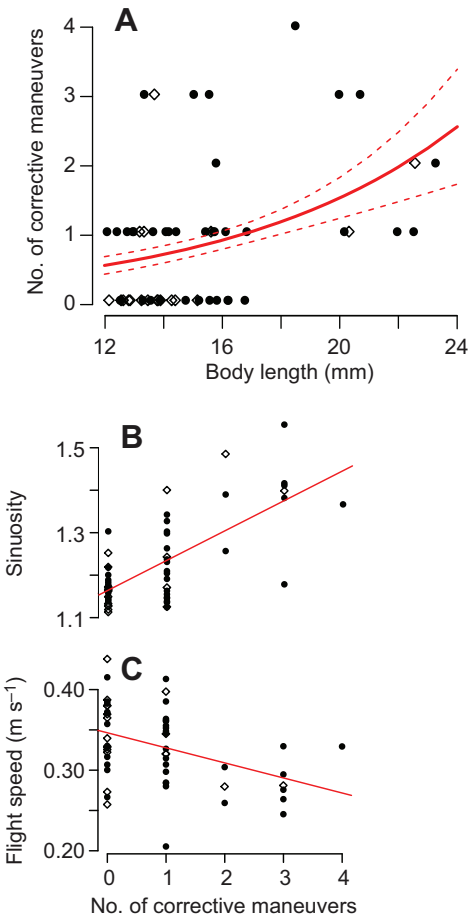 A
No. of corrective maneuvers
4
3
2
1
0
12 16 20 24
Body length (mm)
B
Sinuosity
1.5
1.3
1.1
C
Flight speed (m s⁻¹)
0.40
0.30
0.20
0 1 2 3 4
No. of corrective maneuvers